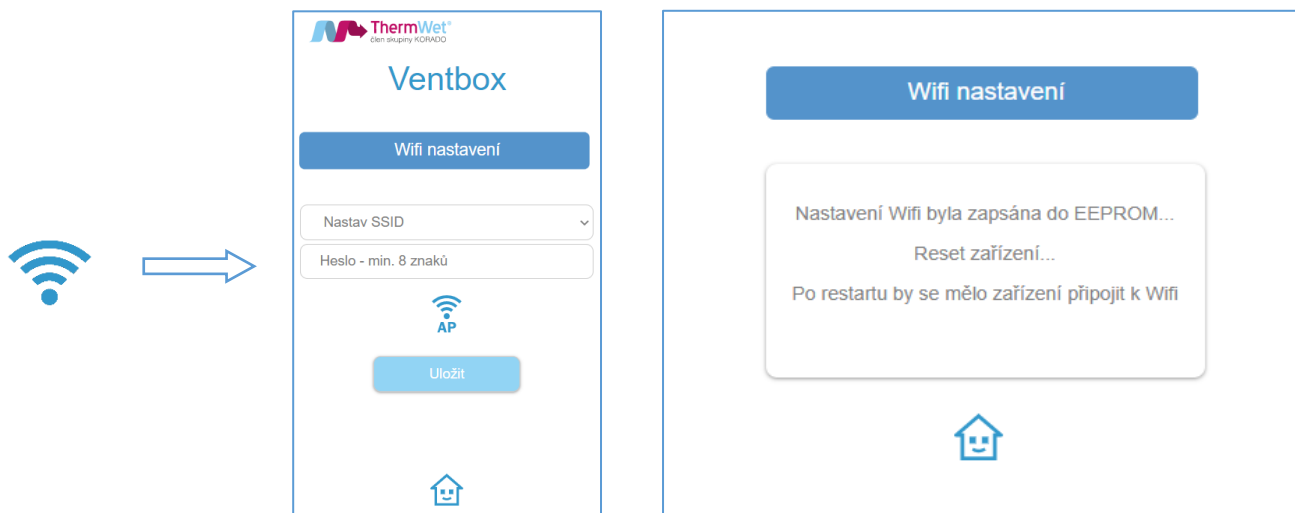 ThermWet®
člen skupiny KORADO
Ventbox
Wifi nastavení
Nastav SSID
Heslo - min. 8 znaků
AP
Uložit
Wifi nastavení
Nastavení Wifi byla zapsána do EEPROM...
Reset zařízení...
Po restartu by se mělo zařízení připojit k Wifi